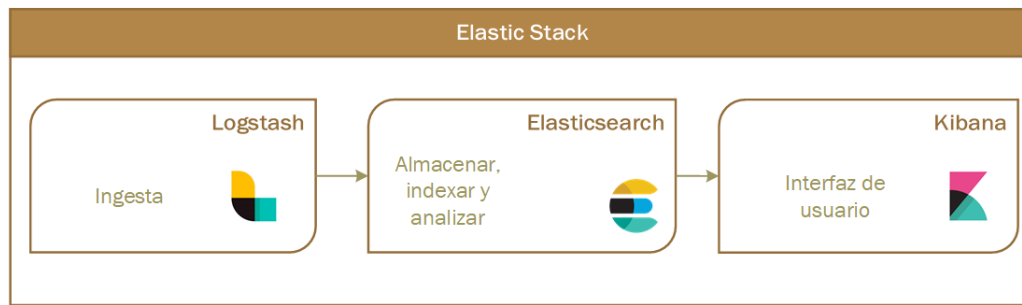 Elastic Stack
Logstash
Ingesta
Elasticsearch
Almacenar,
indexar y
analizar
Kibana
Interfaz de
usuario